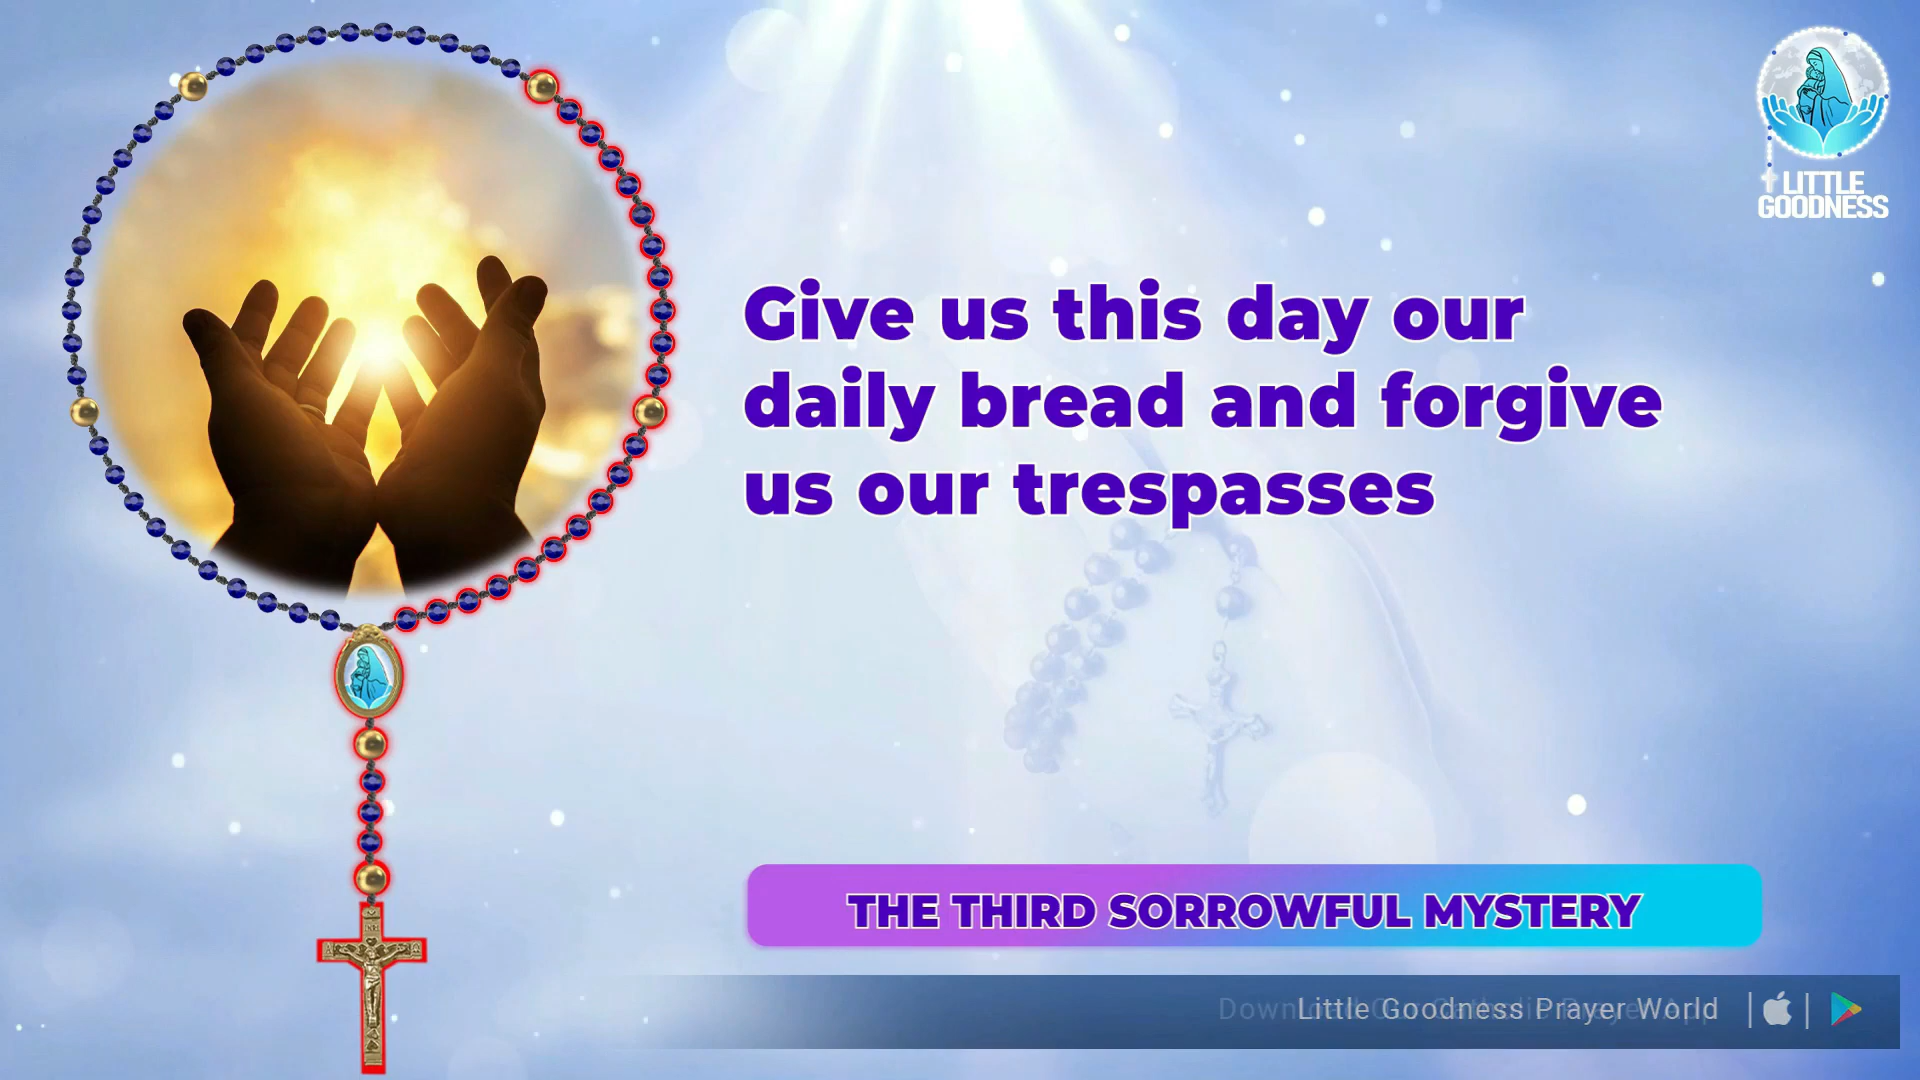 LITTLE
GOODNESS
Give us this day our
daily bread and forgive
us our trespasses
INRI
THE THIRD SORROWFUL MYSTERY
Little Goodness Prayer World